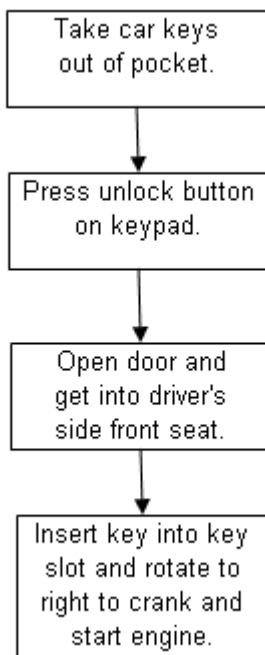 Take car keys
out of pocket.
Press unlock button
on keypad.
Open door and
get into driver's
side front seat.
Insert key into key
slot and rotate to
right to crank and
start engine.